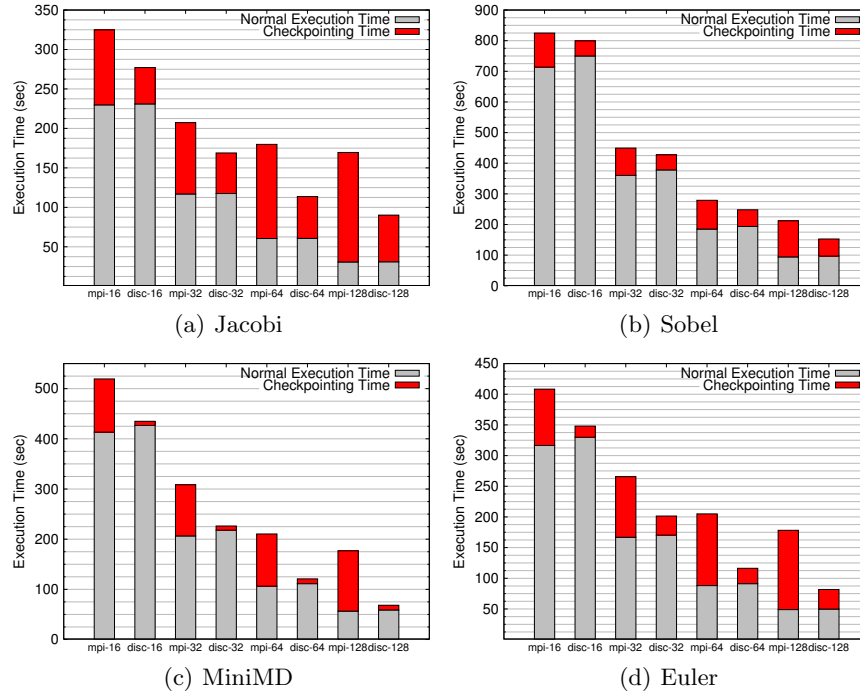 350
300
250
200
150
100
50
Execution Time (sec)
Normal Execution Time
Checkpointing Time
mpi-16 disc-16 mpi-32 disc-32 mpi-64 disc-64 mpi-128 disc-128
(a) Jacobi
900
800
700
600
500
400
300
200
100
0
Execution Time (sec)
Normal Execution Time
Checkpointing Time
mpi-16 disc-16 mpi-32 disc-32 mpi-64 disc-64 mpi-128 disc-128
(b) Sobel
500
400
300
200
100
0
Execution Time (sec)
Normal Execution Time
Checkpointing Time
mpi-16 disc-16 mpi-32 disc-32 mpi-64 disc-64 mpi-128 disc-128
(c) MiniMD
450
400
350
300
250
200
150
100
50
Execution Time (sec)
Normal Execution Time
Checkpointing Time
mpi-16 disc-16 mpi-32 disc-32 mpi-64 disc-64 mpi-128 disc-128
(d) Euler